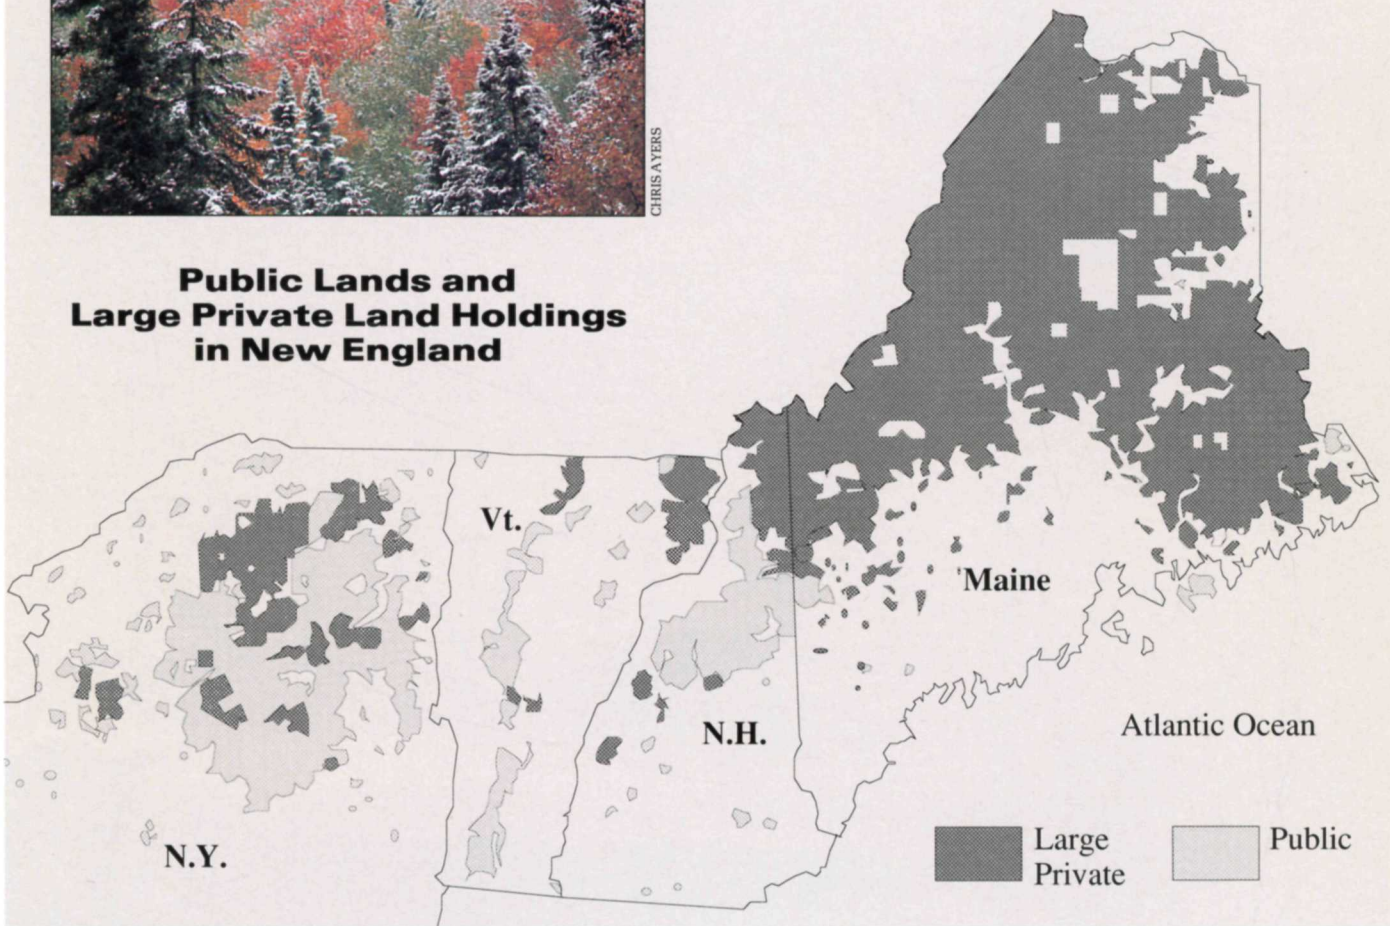 CHRIS AYERS
Public Lands and
Large Private Land Holdings
in New England
Vt.
Maine
N.H.
Atlantic Ocean
N.Y.
Large
Private
Public